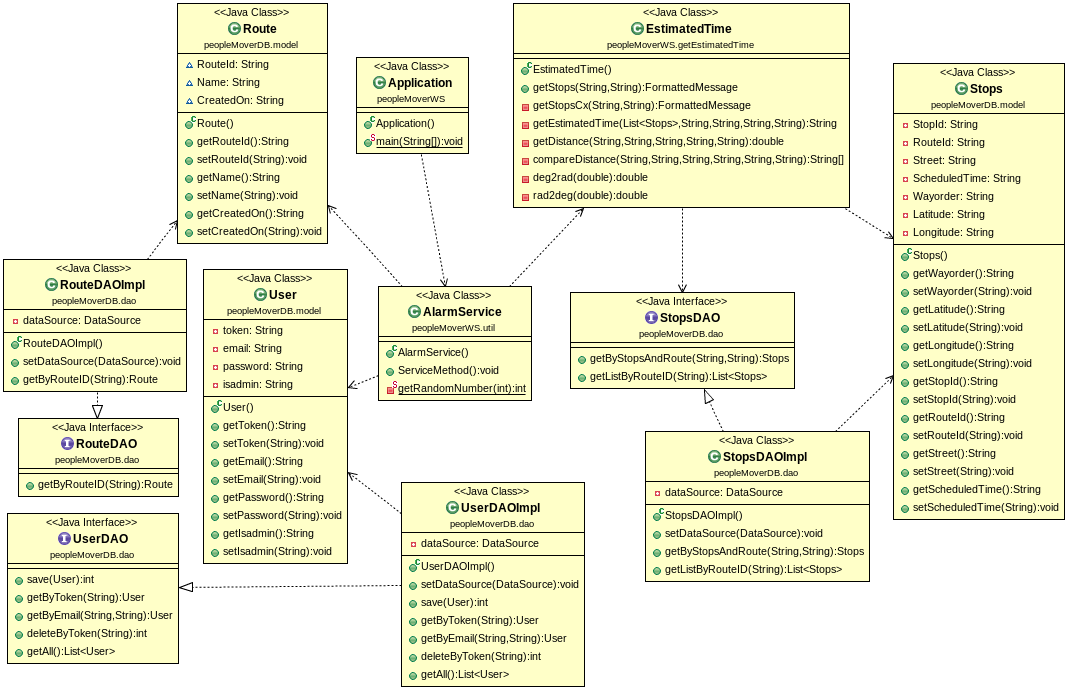 <<Java Class>>
Route
peopleMoverDB.model
RouteId: String
Name: String
CreatedOn: String
Route()
getRouteId():String
setRouteId(String):void
getName():String
setName(String):void
getCreatedOn():String
setCreatedOn(String):void
<<Java Class>>
Application
peopleMoverWS
Application()
main(String[]):void
<<Java Class>>
EstimatedTime
peopleMoverWS.getEstimatedTime
EstimatedTime()
getStops(String,String):FormattedMessage
getStopsCx(String,String):FormattedMessage
getEstimatedTime(List<Stops>,String,String,String,String):String
getDistance(String,String,String,String):double
compareDistance(String,String,String,String,String,String):String[]
deg2rad(double):double
rad2deg(double):double
<<Java Class>>
Stops
peopleMoverDB.model
StopId: String
RouteId: String
Street: String
ScheduledTime: String
Wayorder: String
Latitude: String
Longitude: String
Stops()
getWayorder():String
setWayorder(String):void
getLatitude():String
setLatitude(String):void
getLongitude():String
setLongitude(String):void
getStopId():String
setStopId(String):void
getRouteId():String
setRouteId(String):void
getStreet():String
setStreet(String):void
getScheduledTime():String
setScheduledTime(String):void
<<Java Class>>
RouteDAOImpl
peopleMoverDB.dao
dataSource: DataSource
RouteDAOImpl()
setDataSource(DataSource):void
getByRouteID(String):Route
<<Java Class>>
User
peopleMoverDB.model
token: String
email: String
password: String
isadmin: String
User()
getToken():String
setToken(String):void
getEmail():String
setEmail(String):void
getPassword():String
setPassword(String):void
getIsadmin():String
setIsadmin(String):void
<<Java Class>>
AlarmService
peopleMoverWS.util
AlarmService()
ServiceMethod():void
getRandomNumber(int):int
<<Java Interface>>
StopsDAO
peopleMoverDB.dao
getByStopsAndRoute(String,String):Stops
getListByRouteID(String):List<Stops>
<<Java Interface>>
RouteDAO
peopleMoverDB.dao
getByRouteID(String):Route
<<Java Class>>
StopsDAOImpl
peopleMoverDB.dao
dataSource: DataSource
StopsDAOImpl()
setDataSource(DataSource):void
getByStopsAndRoute(String,String):Stops
getListByRouteID(String):List<Stops>
<<Java Interface>>
UserDAO
peopleMoverDB.dao
save(User):int
getByToken(String):User
getByEmail(String,String):User
deleteByToken(String):int
getAll():List<User>
<<Java Class>>
UserDAOImpl
peopleMoverDB.dao
dataSource: DataSource
UserDAOImpl()
setDataSource(DataSource):void
save(User):int
getByToken(String):User
getByEmail(String,String):User
deleteByToken(String):int
getAll():List<User>